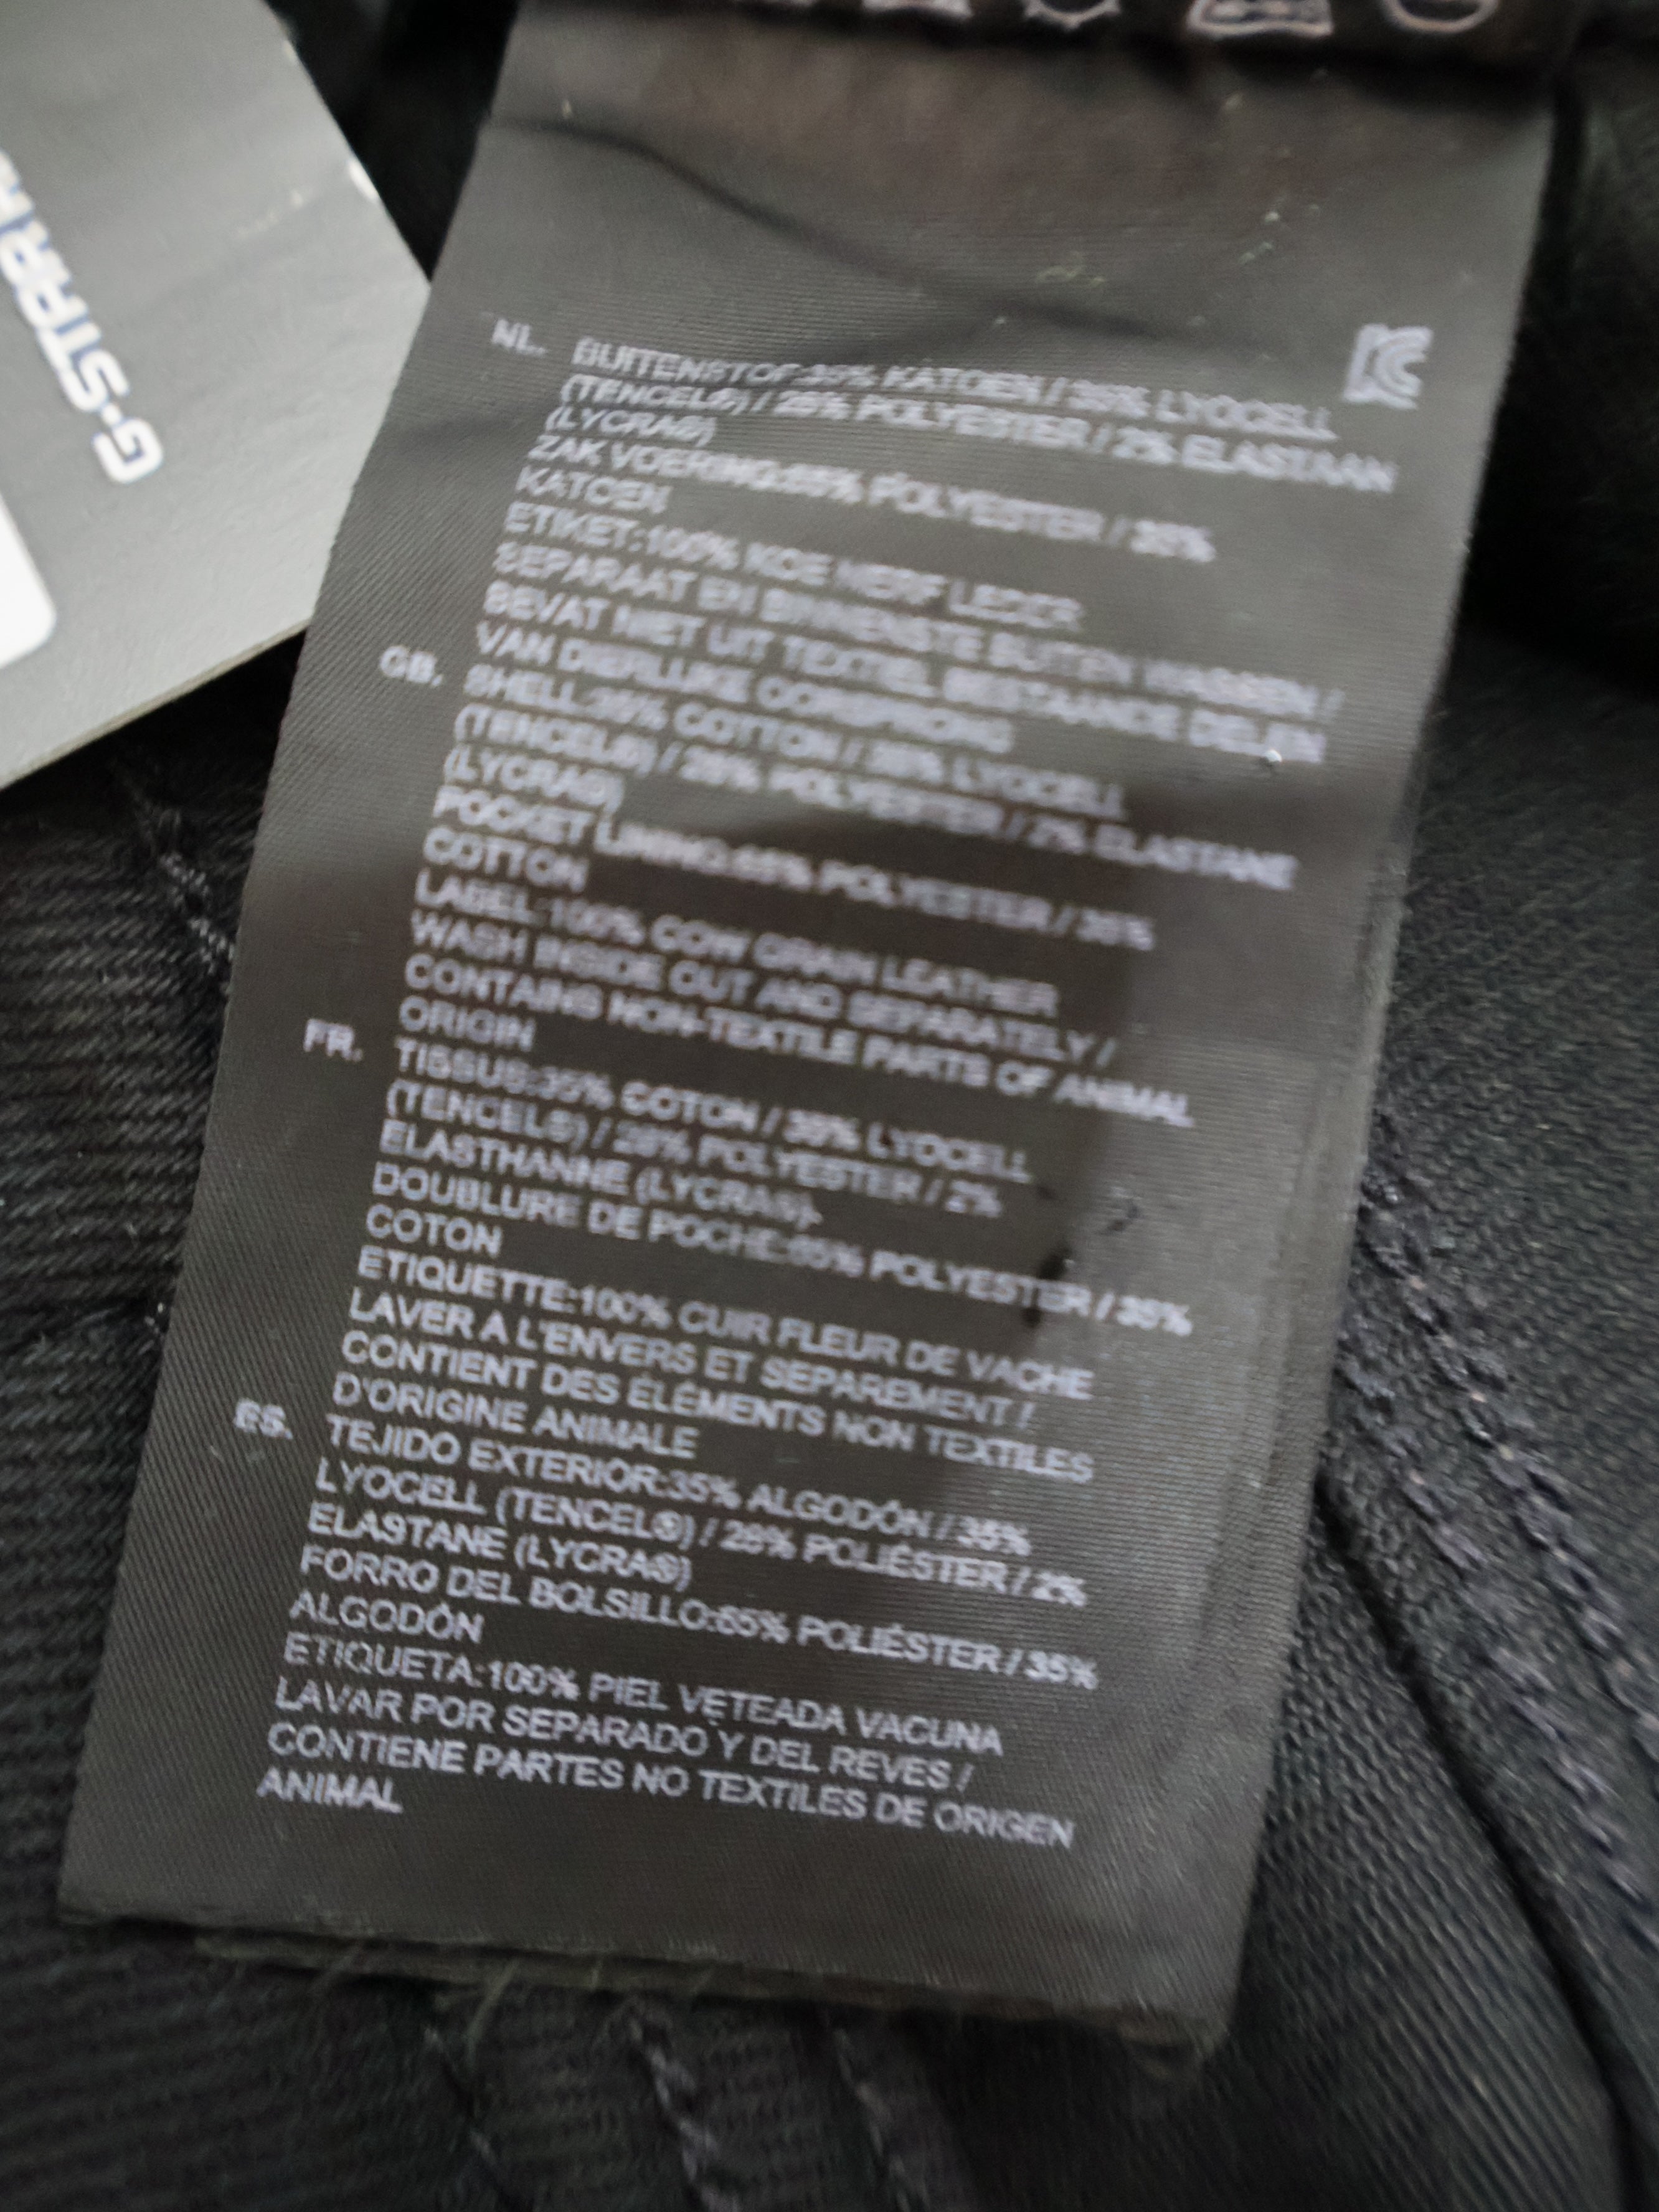 G-STAR
NL. BUITENSTOF:35% KATOEN / 35% LYOCELL
(TENCEL®) / 28% POLYESTER / 2% ELASTAAN
(LYCRA®)
ZAK VOERING:65% POLYESTER / 35%
KATOEN
ETIKET:100% KOE NERF LEDER
SEPARAAT EN BINNENSTE BUITEN WASSEN /
BEVAT NIET UIT TEXTIEL BESTAANDE DELEN
VAN DIERLIJKE OORSPRONG
GB. SHELL:35% COTTON / 35% LYOCELL
(TENCEL®) / 28% POLYESTER / 2% ELASTANE
(LYCRA®)
POCKET LINING:65% POLYESTER / 35%
COTTON
LABEL:100% COW GRAIN LEATHER
WASH INSIDE OUT AND SEPARATELY /
CONTAINS NON-TEXTILE PARTS OF ANIMAL
ORIGIN
FR. TISSUS:35% COTON / 35% LYOCELL
(TENCEL®) / 28% POLYESTER / 2%
ELASTHANNE (LYCRA®).
DOUBLURE DE POCHE:65% POLYESTER / 35%
COTON
ETIQUETTE:100% CUIR FLEUR DE VACHE
LAVER A L'ENVERS ET SEPAREMENT /
CONTIENT DES ÉLÉMENTS NON TEXTILES
D'ORIGINE ANIMALE
ES. TEJIDO EXTERIOR:35% ALGODÓN / 35%
LYOCELL (TENCEL®) / 28% POLIÉSTER / 2%
ELASTANE (LYCRA®)
FORRO DEL BOLSILLO:65% POLIÉSTER / 35%
ALGODÓN
ETIQUETA:100% PIEL VETEADA VACUNA
LAVAR POR SEPARADO Y DEL REVES /
CONTIENE PARTES NO TEXTILES DE ORIGEN
ANIMAL